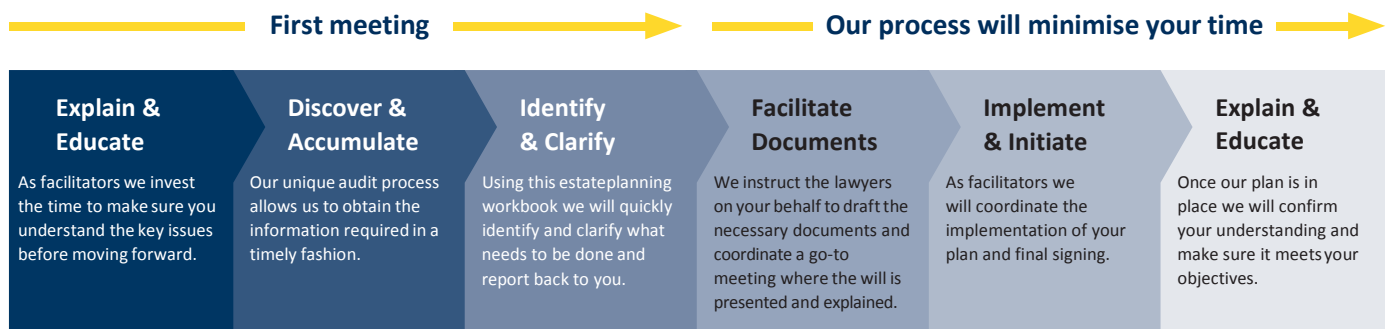 First meeting
Our process will minimise your time
Explain &
Educate
As facilitators we invest
the time to make sure you
understand the key issues
before moving forward.
Discover &
Accumulate
Our unique audit process
allows us to obtain the
information required in a
timely fashion.
Identify
& Clarify
Using this estateplanning
workbook we will quickly
identify and clarify what
needs to be done and
report back to you.
Facilitate
Documents
We instruct the lawyers
on your behalf to draft the
necessary documents and
coordinate a go-to
meeting where the will is
presented and explained.
Implement
& Initiate
As facilitators we
will coordinate the
implementation of your
plan and final signing.
Explain &
Educate
Once our plan is in
place we will confirm
your understanding and
make sure it meets your
objectives.